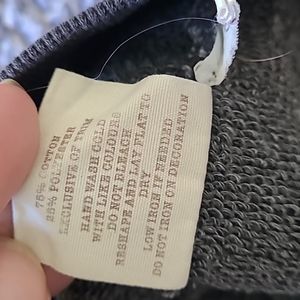 75% COTTON
25% POLYESTER
EXCLUSIVE OF TRIM
HAND WASH COLD
WITH LIKE COLOURS
DO NOT BLEACH
RESHAPE AND LAY FLAT TO
DRY
LOW IRON IF NEEDED
DO NOT IRON ON DECORATION